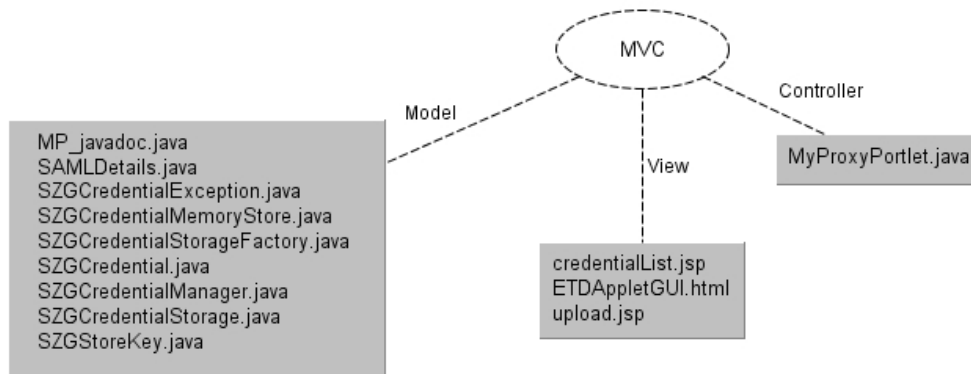 MVC
Model
Controller
View
MP_javadoc.java
SAMLDetails.java
SZGCredentialException.java
SZGCredentialMemoryStore.java
SZGCredentialStorageFactory.java
SZGCredential.java
SZGCredentialManager.java
SZGCredentialStorage.java
SZGStoreKey.java
credentialList.jsp
ETDAppletGUI.html
upload.jsp
MyProxyPortlet.java